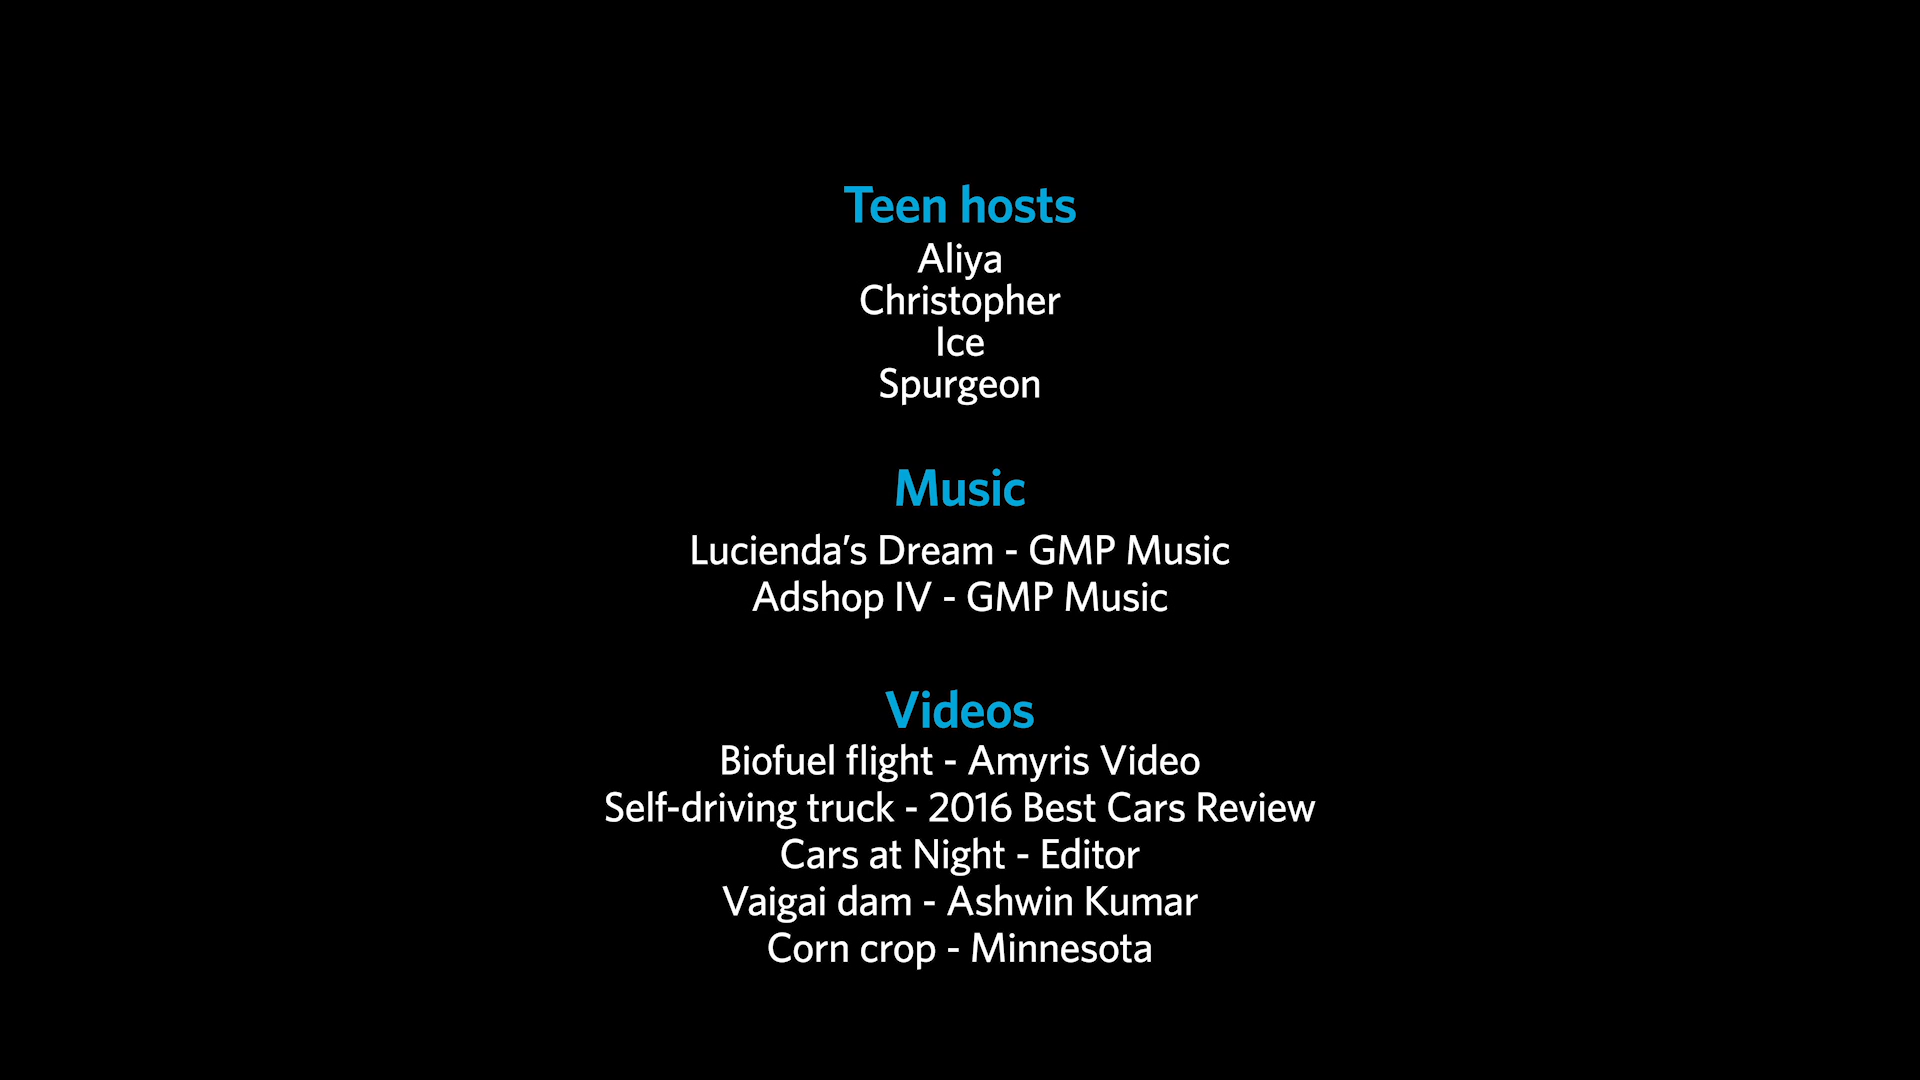 Teen hosts
Aliya
Christopher
Ice
Spurgeon
Music
Lucienda’s Dream - GMP Music
Adshop IV - GMP Music
Videos
Biofuel flight - Amyris Video
Self-driving truck - 2016 Best Cars Review
Cars at Night - Editor
Vaigai dam - Ashwin Kumar
Corn crop - Minnesota